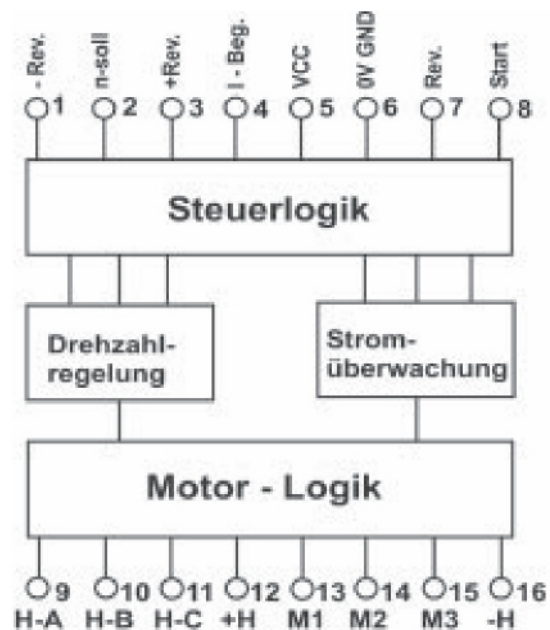 - Rev. n-soll +Rev. I - Beg. VCC 0V GND Rev. Start
1 2 3 4 5 6 7 8
Steuerlogik
Drehzahl-
regelung
Strom-
überwachung
Motor - Logik
9 10 11 12 13 14 15 16
H-A H-B H-C +H M1 M2 M3 -H